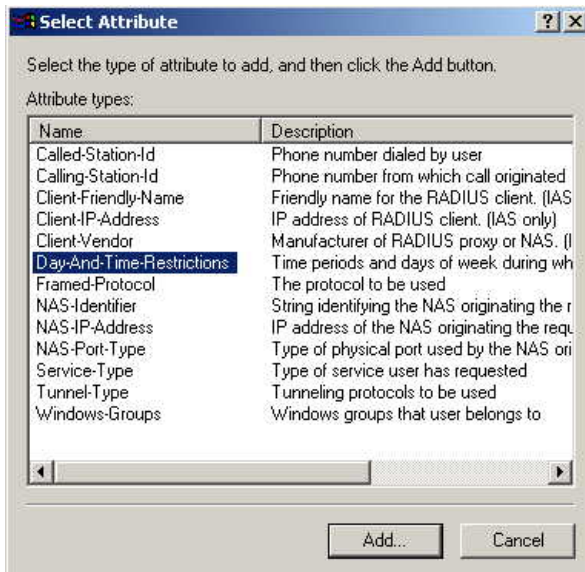 Select Attribute
Select the type of attribute to add, and then click the Add button.
Attribute types:
Name Description
Called-Station-Id Phone number dialed by user
Calling-Station-Id Phone number from which call originated
Client-Friendly-Name Friendly name for the RADIUS client. (IAS
Client-IP-Address IP address of RADIUS client. (IAS only)
Client-Vendor Manufacturer of RADIUS proxy or NAS. (I
Day-And-Time-Restrictions Time periods and days of week during wh
Framed-Protocol The protocol to be used
NAS-Identifier String identifying the NAS originating the r
NAS-IP-Address IP address of the NAS originating the requ
NAS-Port-Type Type of physical port used by the NAS ori
Service-Type Type of service user has requested
Tunnel-Type Tunneling protocols to be used
Windows-Groups Windows groups that user belongs to
Add... Cancel